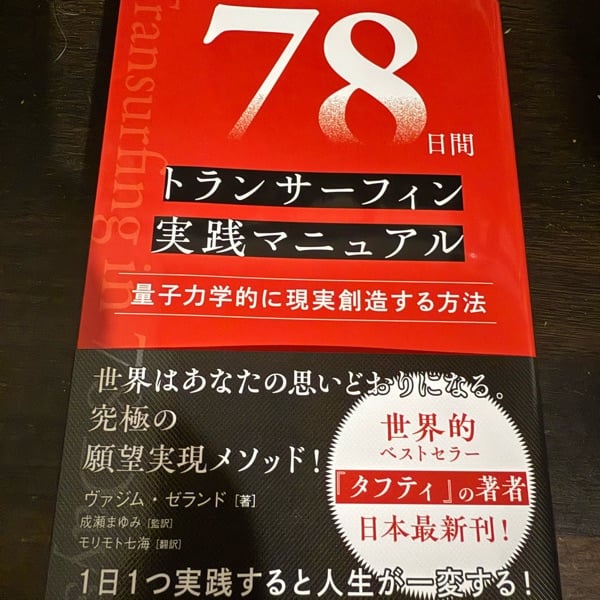 Transurfing in 7
78
日間
トランサーフィン
実践マニュアル
量子力学的に現実創造する方法
世界はあなたの思いどおりになる。
究極の
願望実現メソッド！
ヴァジム・ゼランド［著］
成瀬まゆみ［監訳］
モリモト七海［翻訳］
世界的
ベストセラー
『タフティ』の著者
日本最新刊！
1日1つ実践すると人生が一変する！